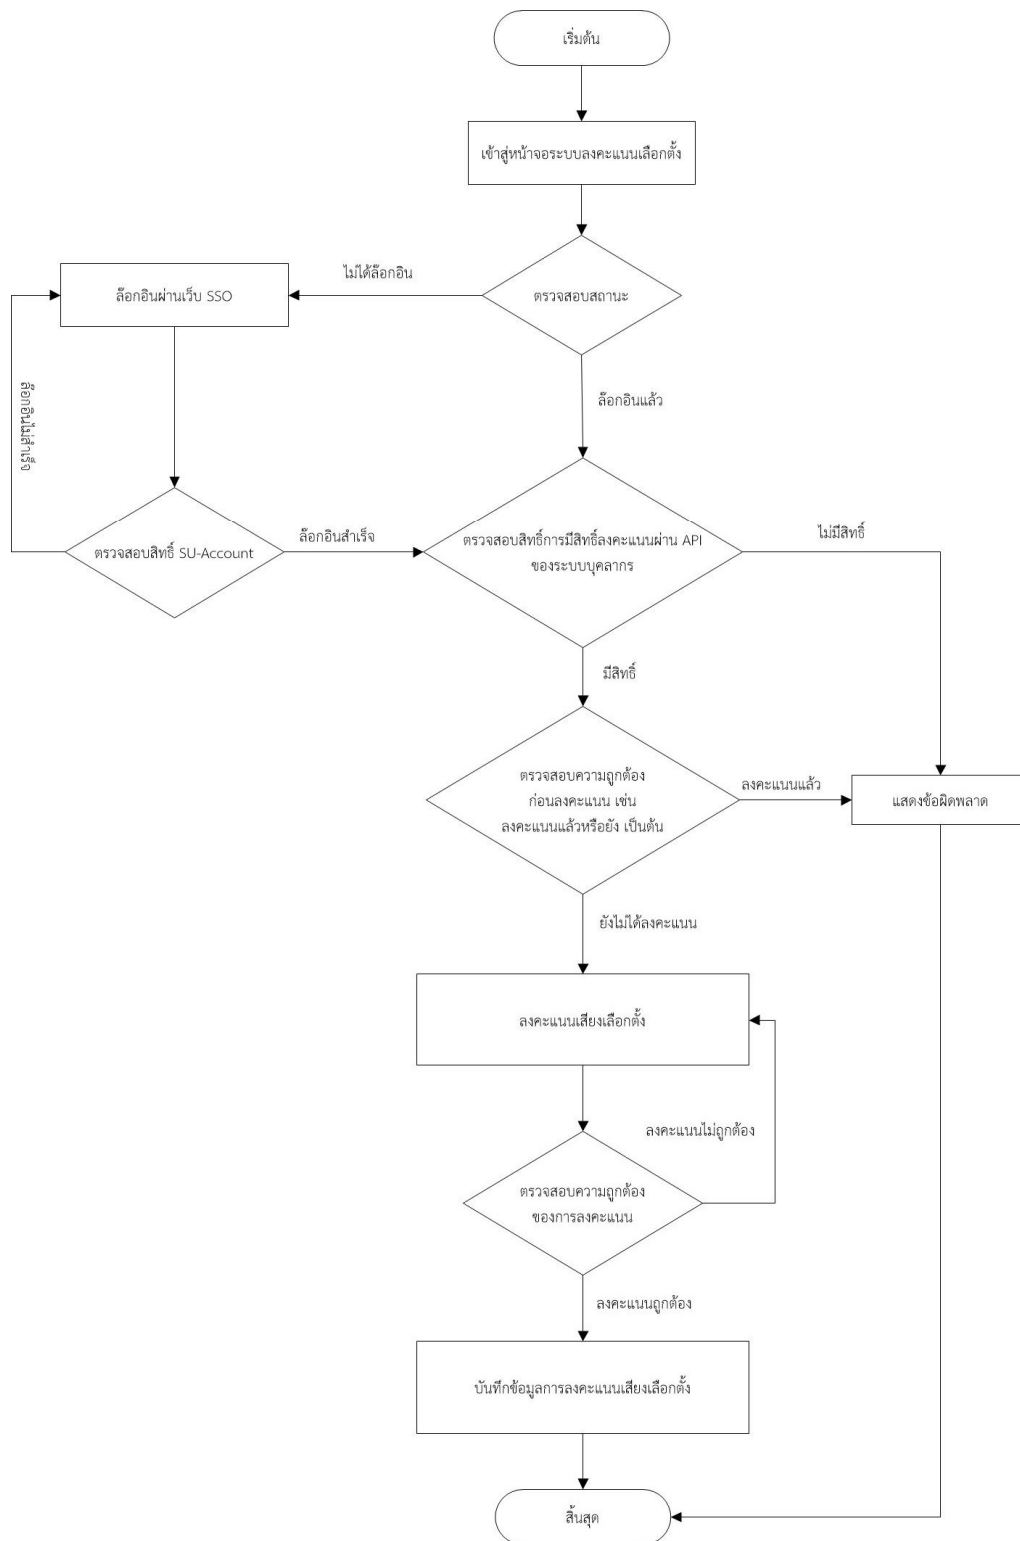 เริ่มต้น
เข้าสู่หน้าจอระบบลงคะแนนเลือกตั้ง
ไม่ได้ล๊อกอิน
ล๊อกอินผ่านเว็บ SSO
ตรวจสอบสถานะ
ล๊อกอินแล้ว
ล๊อกอินไม่สำเร็จ
ตรวจสอบสิทธิ์ SU-Account
ล๊อกอินสำเร็จ
ตรวจสอบสิทธิ์การมีสิทธิ์ลงคะแนนผ่าน API
ของระบบบุคลากร
ไม่มีสิทธิ์
มีสิทธิ์
ตรวจสอบความถูกต้อง
ก่อนลงคะแนน เช่น
ลงคะแนนแล้วหรือยัง เป็นต้น
ลงคะแนนแล้ว
แสดงข้อผิดพลาด
ยังไม่ได้ลงคะแนน
ลงคะแนนเสียงเลือกตั้ง
ลงคะแนนไม่ถูกต้อง
ตรวจสอบความถูกต้อง
ของการลงคะแนน
ลงคะแนนถูกต้อง
บันทึกข้อมูลการลงคะแนนเสียงเลือกตั้ง
สิ้นสุด